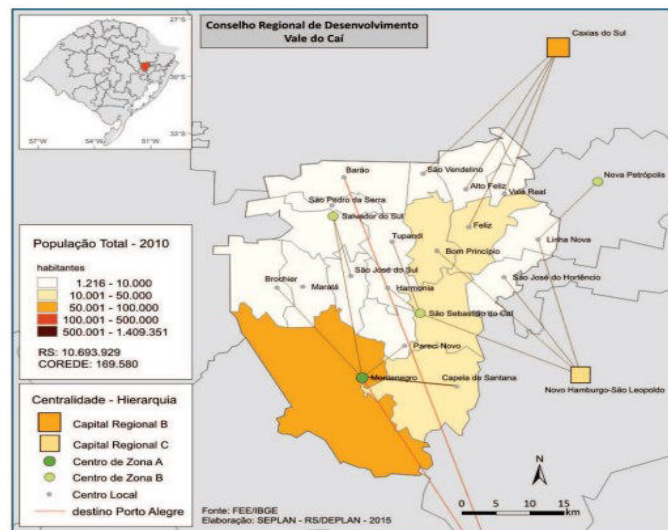 Conselho Regional de Desenvolvimento
Vale do Caí
27°S
30°S
33°S
57°W
54°W
51°W
Caxias do Sul
Barão
São Vendelino
Alto Feliz
Vale Real
Nova Petrópolis
São Pedro da Serra
Salvador do Sul
Feliz
Tupandi
Linha Nova
Bom Princípio
São José do Sul
São José do Hortêncio
Brochier
Maratá
Harmonia
São Sebastião do Caí
Pareci Novo
Montenegro
Capela de Santana
Novo Hamburgo-São Leopoldo
População Total - 2010
habitantes
1.216 - 10.000
10.001 - 50.000
50.001 - 100.000
100.001 - 500.000
500.001 - 1.409.351
RS: 10.693.929
COREDE: 169.580
Centralidade - Hierarquia
Capital Regional B
Capital Regional C
Centro de Zona A
Centro de Zona B
Centro Local
destino Porto Alegre
Fonte: FEE/IBGE
Elaboração: SEPLAN - RS/DEPLAN - 2015
N
0 5 10 15
km